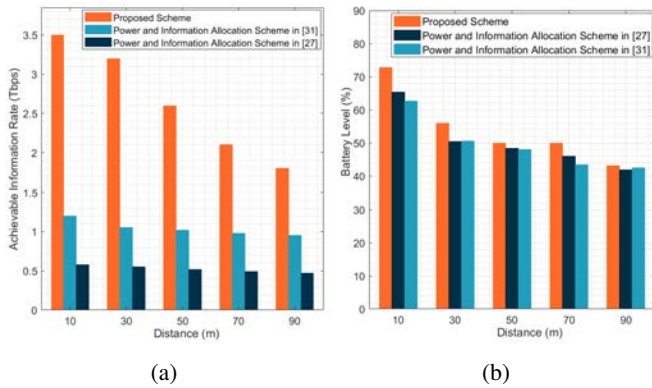 Proposed Scheme
Power and Information Allocation Scheme in [31]
Power and Information Allocation Scheme in [27]
Achievable Information Rate (Tbps)
3.5
3
2.5
2
1.5
1
0.5
0
10 30 50 70 90
Distance (m)
(a)
Proposed Scheme
Power and Information Allocation Scheme in [27]
Power and Information Allocation Scheme in [31]
Battery Level (%)
90
80
70
60
50
40
30
20
10
0
10 30 50 70 90
Distance (m)
(b)